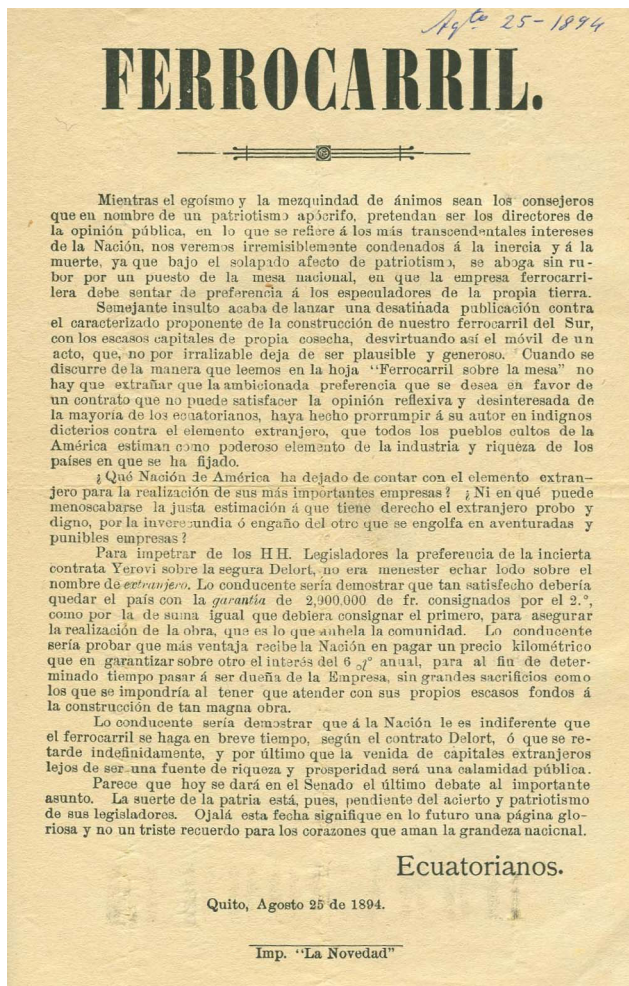 Agto 25-1894
FERROCARRIL.
Mientras el egoísmo y la mezquindad de ánimos sean los consejeros
que en nombre de un patriotismo apócrifo, pretendan ser los directores de
la opinión pública, en lo que se refiere á los más transcendentales intereses
de la Nación, nos veremos irremisiblemente condenados á la inercia y á la
muerte, ya que bajo el solapado afecto de patriotismo, se aboga sin ru-
bor por un puesto de la mesa nacional, en que la empresa ferrocarri-
lera debe sentar de preferencia á los especuladores de la propia tierra.
Semejante insulto acaba de lanzar una desatinada publicación contra
el caracterizado proponente de la construcción de nuestro ferrocarril del Sur,
con los escasos capitales de propia cosecha, desvirtuando así el móvil de un
acto, que, no por irralizable deja de ser plausible y generoso. Cuando se
discurre de la manera que leemos en la hoja "Ferrocarril sobre la mesa" no
hay que extrañar que la ambicionada preferencia que se desea en favor de
un contrato que no puede satisfacer la opinión reflexiva y desinteresada de
la mayoría de los ecuatorianos, haya hecho prorrumpir á su autor en indignos
dicterios contra el elemento extranjero, que todos los pueblos cultos de la
América estiman como poderoso elemento de la industria y riqueza de los
países en que se ha fijado.
¿Qué Nación de América ha dejado de contar con el elemento extran-
jero para la realización de sus más importantes empresas? ¿Ni en qué puede
menoscabarse la justa estimación á que tiene derecho el extranjero probo y
digno, por la inverecundia ó engaño del otro que se engolfa en aventuradas y
punibles empresas?
Para impetrar de los HH. Legisladores la preferencia de la incierta
contrata Yerovi sobre la segura Delort, no era menester echar lodo sobre el
nombre de extranjero. Lo conducente sería demostrar que tan satisfecho debería
quedar el país con la garantía de 2,900.000 de fr. consignados por el 2.º,
como por la de suma igual que debiera consignar el primero, para asegurar
la realización de la obra, que es lo que anhela la comunidad. Lo conducente
sería probar que más ventaja recibe la Nación en pagar un precio kilométrico
que en garantizar sobre otro el interés del 6 % anual, para al fin de deter-
minado tiempo pasar á ser dueña de la Empresa, sin grandes sacrificios como
los que se impondría al tener que atender con sus propios escasos fondos á
la construcción de tan magna obra.
Lo conducente sería demostrar que á la Nación le es indiferente que
el ferrocarril se haga en breve tiempo, según el contrato Delort, ó que se re-
tarde indefinidamente, y por último que la venida de capitales extranjeros
lejos de ser una fuente de riqueza y prosperidad será una calamidad pública.
Parece que hoy se dará en el Senado el último debate al importante
asunto. La suerte de la patria está, pues, pendiente del acierto y patriotismo
de sus legisladores. Ojalá esta fecha signifique en lo futuro una página glo-
riosa y no un triste recuerdo para los corazones que aman la grandeza nacional.
Ecuatorianos.
Quito, Agosto 25 de 1894.
Imp. "La Novedad"